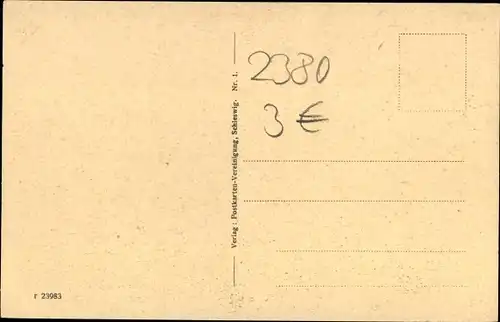 2380
3 €
Verlag: Postkarten-Vereinigung, Schleswig. Nr. 1.
r 23983